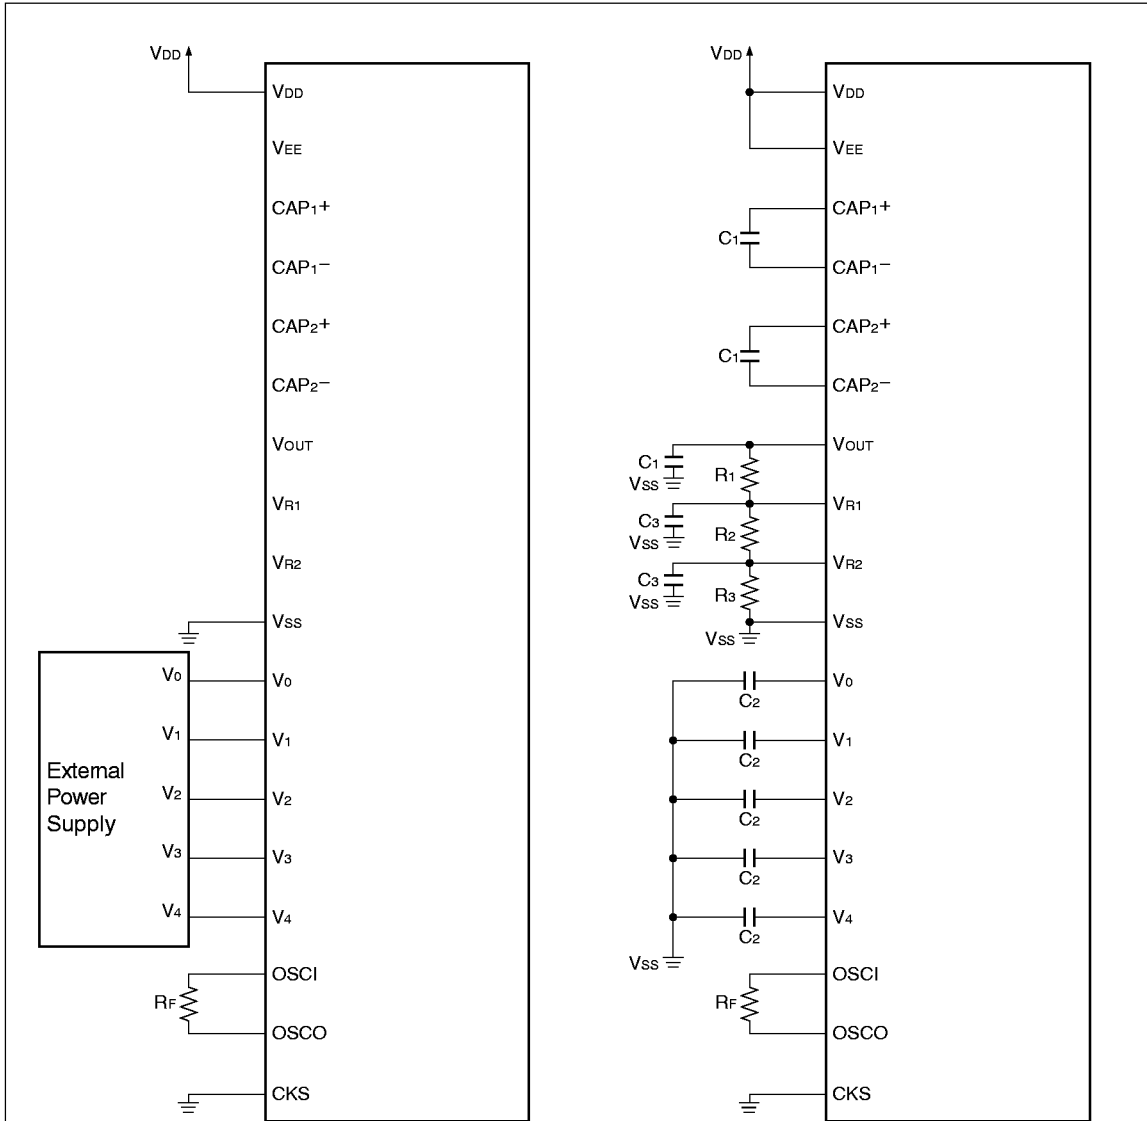 VDD
VDD
VEE
CAP1+
CAP1−
CAP2+
CAP2−
VOUT
VR1
VR2
VSS
External
Power
Supply
V0
V1
V2
V3
V4
V0
V1
V2
V3
V4
RF
OSCI
OSCO
CKS
VDD
VDD
VEE
C1
CAP1+
CAP1−
C1
CAP2+
CAP2−
VOUT
C1
VSS
R1
VR1
C3
VSS
R2
VR2
C3
VSS
R3
VSS
VSS
V0
C2
V1
C2
V2
C2
V3
C2
V4
C2
VSS
RF
OSCI
OSCO
CKS